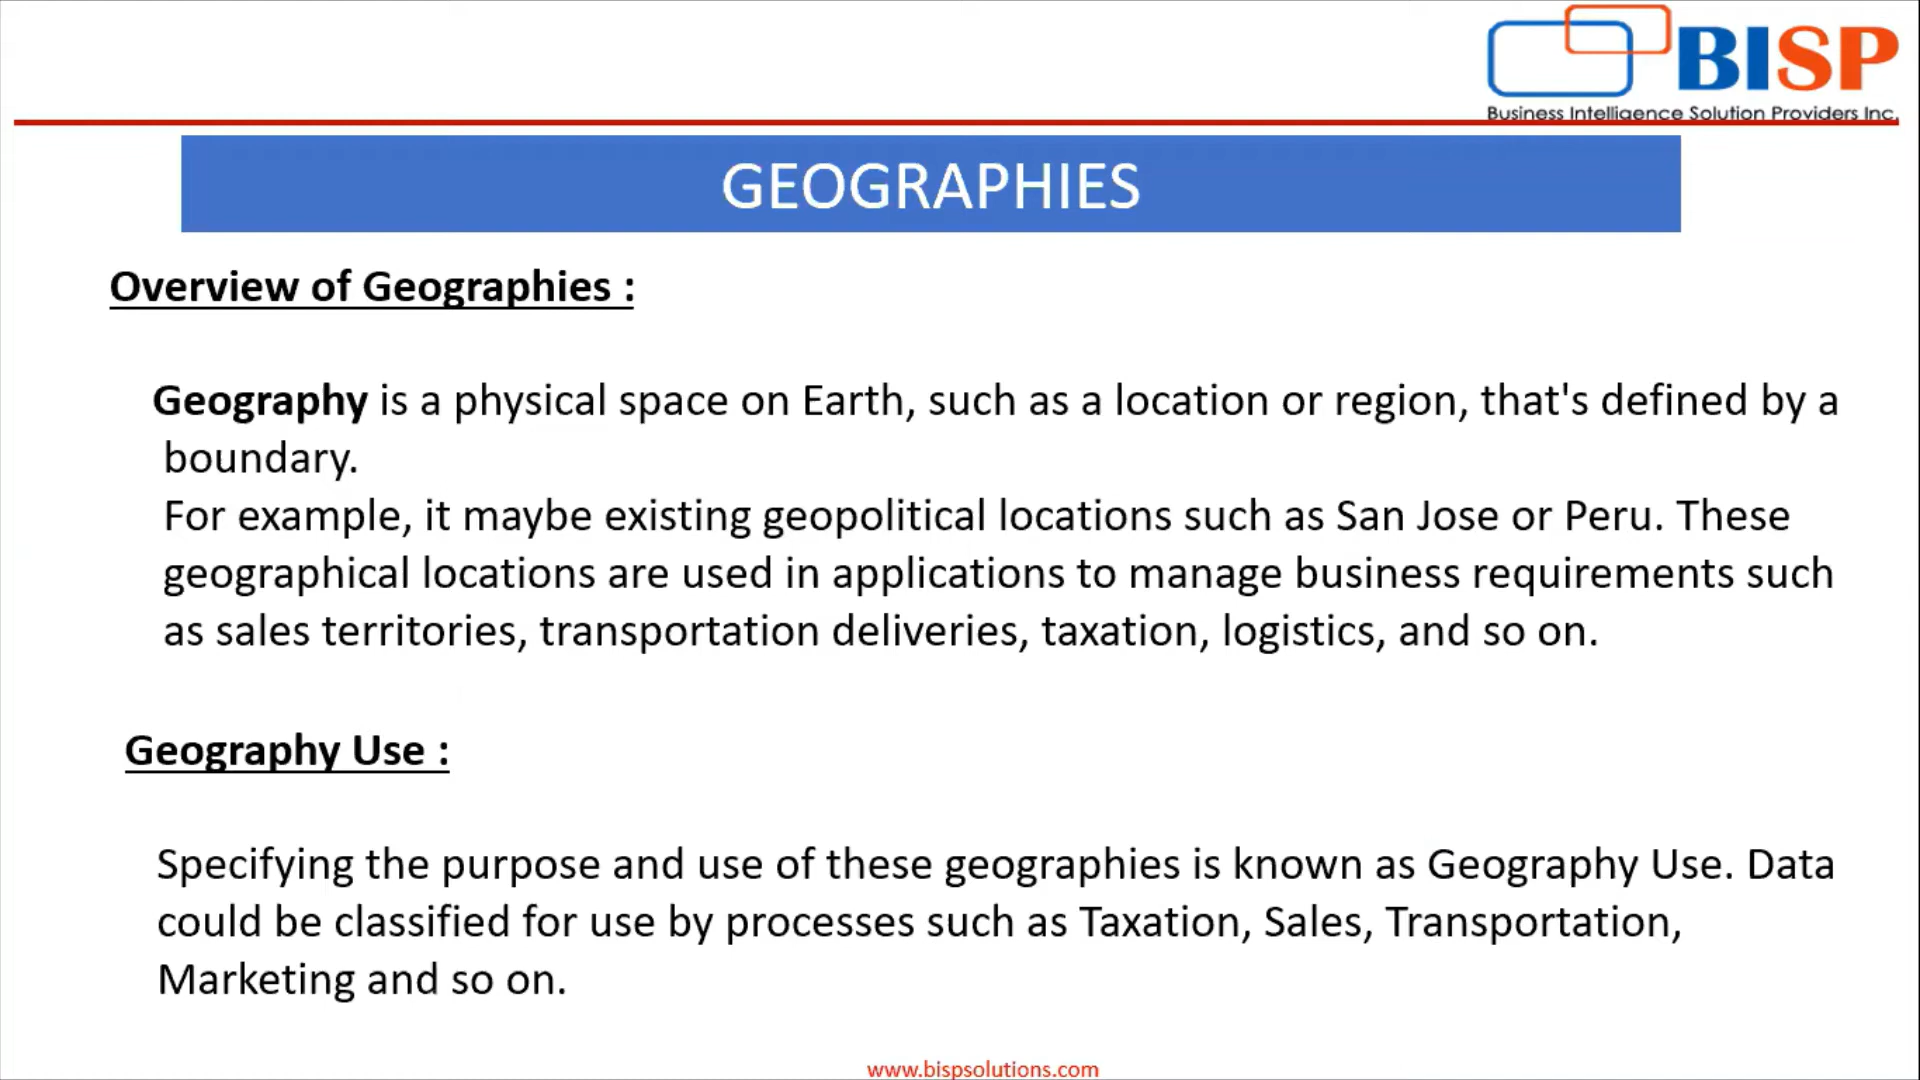 BISP
Business Intelligence Solution Providers Inc.
GEOGRAPHIES
Overview of Geographies :
Geography is a physical space on Earth, such as a location or region, that's defined by a
boundary.
For example, it maybe existing geopolitical locations such as San Jose or Peru. These
geographical locations are used in applications to manage business requirements such
as sales territories, transportation deliveries, taxation, logistics, and so on.
Geography Use :
Specifying the purpose and use of these geographies is known as Geography Use. Data
could be classified for use by processes such as Taxation, Sales, Transportation,
Marketing and so on.
www.bispsolutions.com